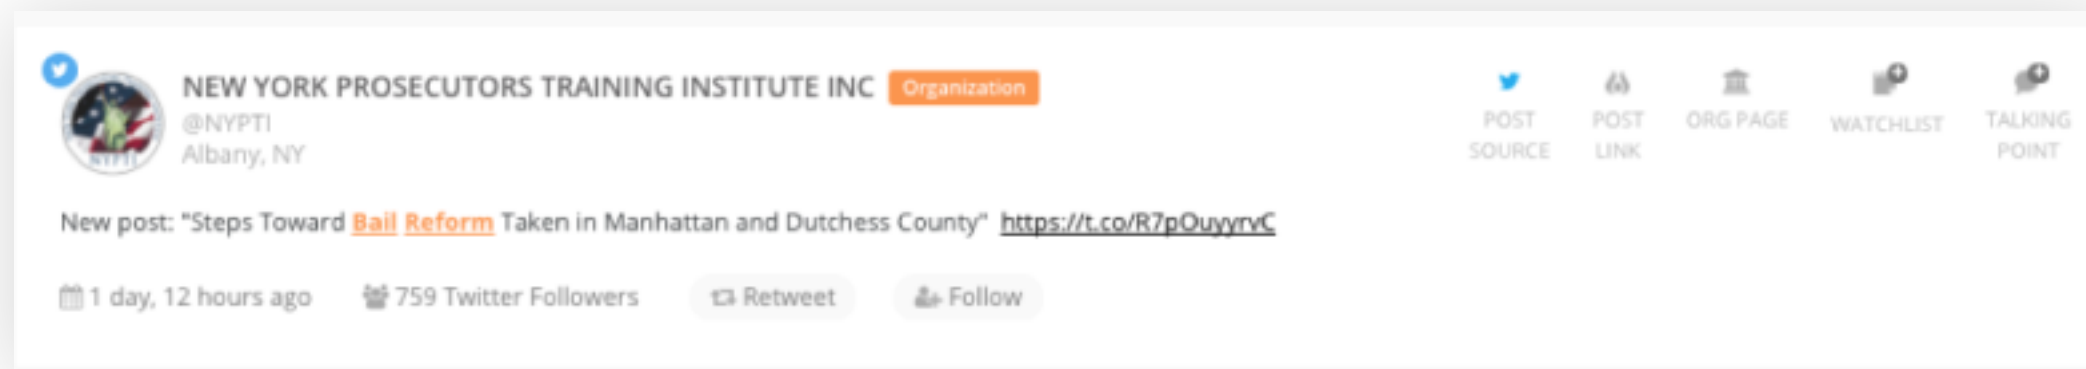 NEW YORK PROSECUTORS TRAINING INSTITUTE INC Organization
@NYPTI
Albany, NY
POST SOURCE
POST LINK
ORG PAGE
WATCHLIST
TALKING POINT
New post: "Steps Toward Bail Reform Taken in Manhattan and Dutchess County" https://t.co/R7pOuyyrvC
1 day, 12 hours ago 759 Twitter Followers Retweet Follow